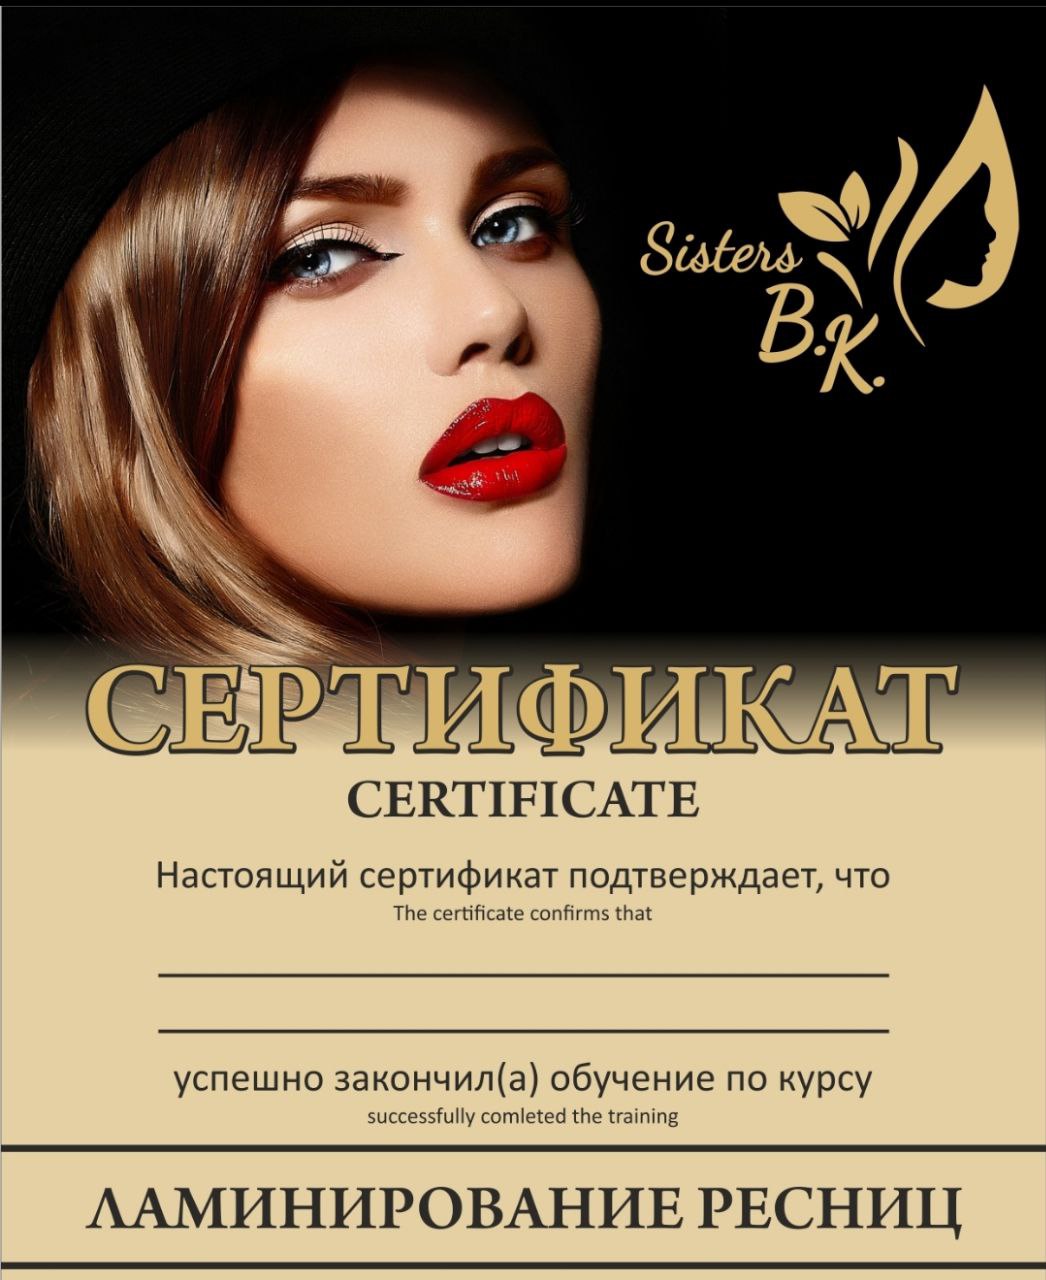 Sisters
B.K.
СЕРТИФИКАТ
CERTIFICATE
Настоящий сертификат подтверждает, что
The certificate confirms that
успешно закончил(а) обучение по курсу
successfully comleted the training
ЛАМИНИРОВАНИЕ РЕСНИЦ